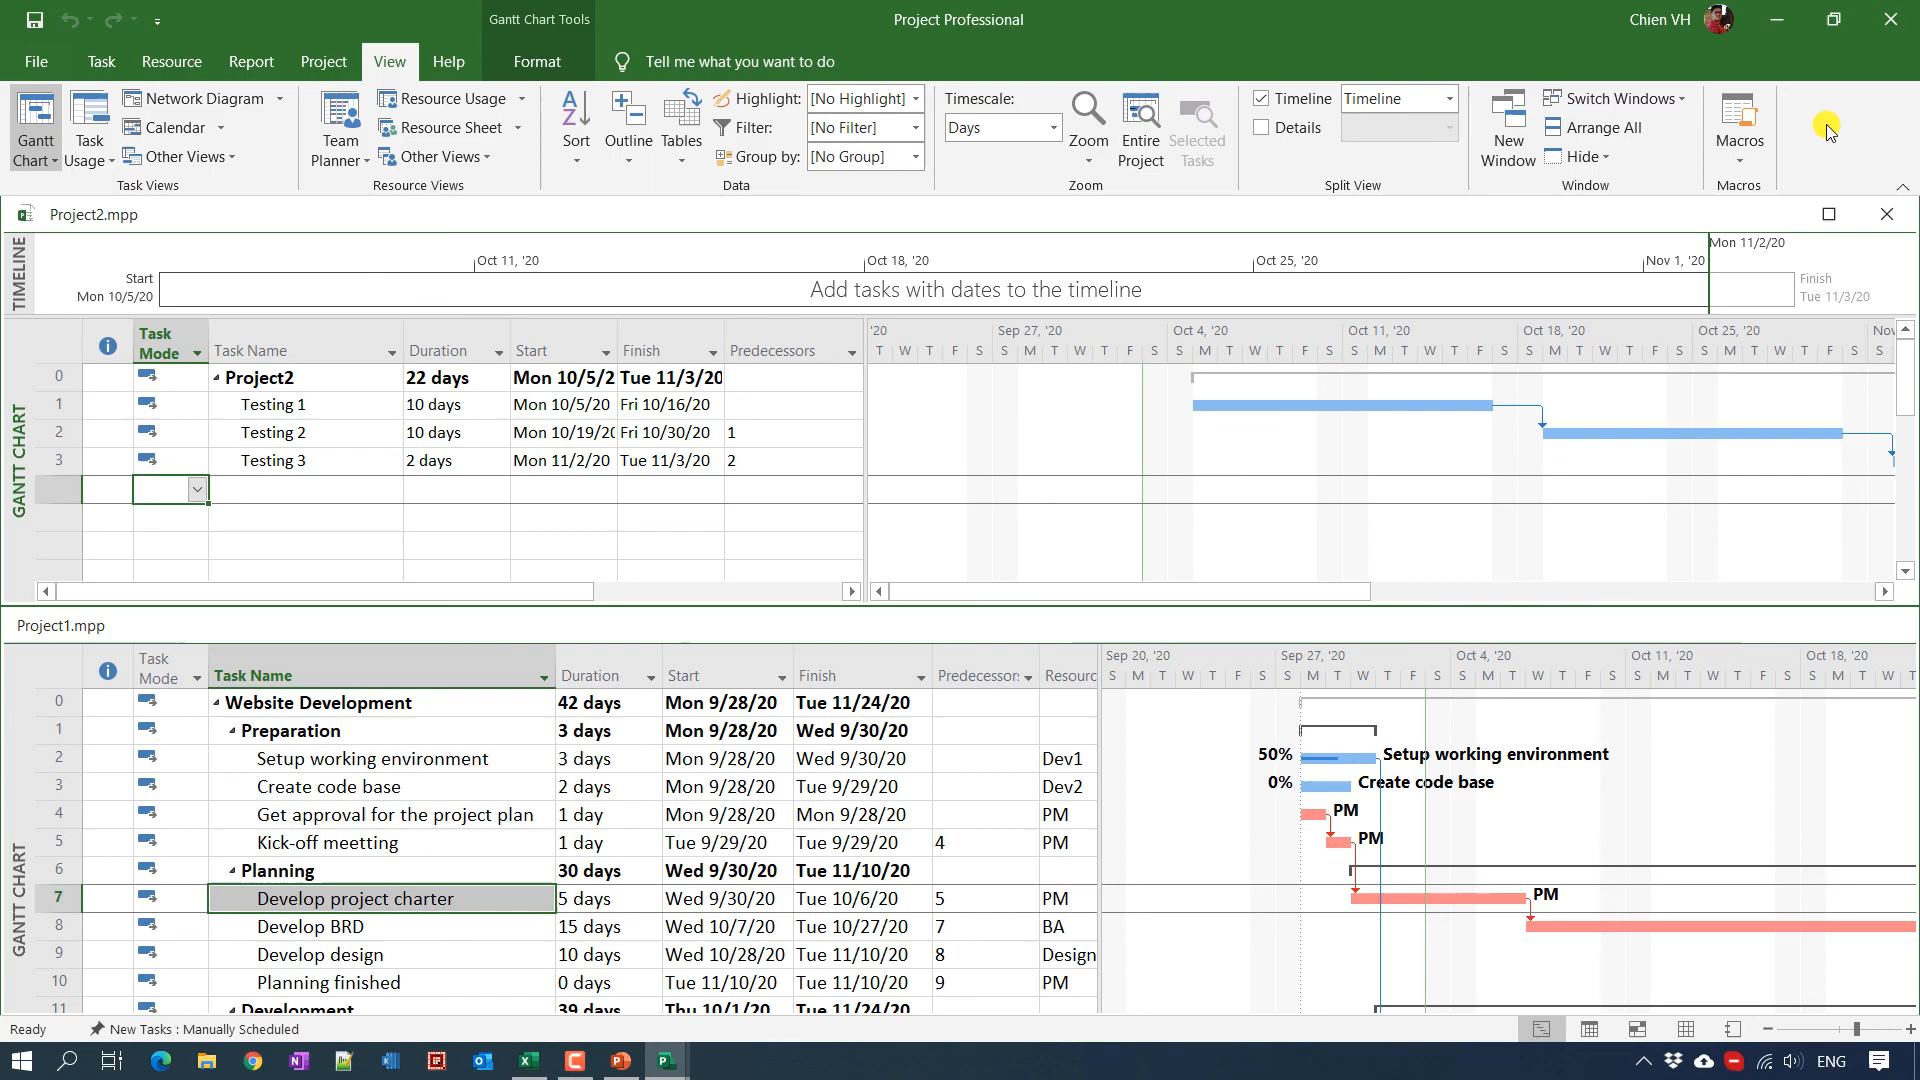 Gantt Chart Tools
Project Professional
Chien VH
File Task Resource Report Project View Help Format Tell me what you want to do
Gantt Chart
Task Usage
Network Diagram
Calendar
Other Views
Task Views
Team Planner
Resource Usage
Resource Sheet
Other Views
Resource Views
Sort
Outline
Tables
Highlight: [No Highlight]
Filter: [No Filter]
Group by: [No Group]
Data
Timescale:
Days
Zoom
Entire Project
Selected Tasks
Zoom
Timeline Timeline
Details
Split View
New Window
Switch Windows
Arrange All
Hide
Window
Macros
Macros
Project2.mpp
TIMELINE
Mon 11/2/20
Oct 11, '20 Oct 18, '20 Oct 25, '20 Nov 1, '20
Start
Mon 10/5/20
Add tasks with dates to the timeline
Finish
Tue 11/3/20
GANTT CHART
Task Mode Task Name Duration Start Finish Predecessors
'20 Sep 27, '20 Oct 4, '20 Oct 11, '20 Oct 18, '20 Oct 25, '20 Nov
T W T F S S M T W T F S S M T W T F S S M T W T F S S M T W T F S S M T W T F S S
0 Project2 22 days Mon 10/5/2 Tue 11/3/20
1 Testing 1 10 days Mon 10/5/20 Fri 10/16/20
2 Testing 2 10 days Mon 10/19/20 Fri 10/30/20 1
3 Testing 3 2 days Mon 11/2/20 Tue 11/3/20 2
Project1.mpp
GANTT CHART
Task Mode Task Name Duration Start Finish Predecessors Resourc
Sep 20, '20 Sep 27, '20 Oct 4, '20 Oct 11, '20 Oct 18, '20
S M T W T F S S M T W T F S S M T W T F S S M T W T F S S M T W T
0 Website Development 42 days Mon 9/28/20 Tue 11/24/20
1 Preparation 3 days Mon 9/28/20 Wed 9/30/20
2 Setup working environment 3 days Mon 9/28/20 Wed 9/30/20 Dev1 50% Setup working environment
3 Create code base 2 days Mon 9/28/20 Tue 9/29/20 Dev2 0% Create code base
4 Get approval for the project plan 1 day Mon 9/28/20 Mon 9/28/20 PM PM
5 Kick-off meetting 1 day Tue 9/29/20 Tue 9/29/20 4 PM PM
6 Planning 30 days Wed 9/30/20 Tue 11/10/20
7 Develop project charter 5 days Wed 9/30/20 Tue 10/6/20 5 PM PM
8 Develop BRD 15 days Wed 10/7/20 Tue 10/27/20 7 BA
9 Develop design 10 days Wed 10/28/20 Tue 11/10/20 8 Design
10 Planning finished 0 days Tue 11/10/20 Tue 11/10/20 9 PM
11 Development 39 days Thu 10/1/20 Tue 11/24/20
Ready New Tasks : Manually Scheduled
ENG